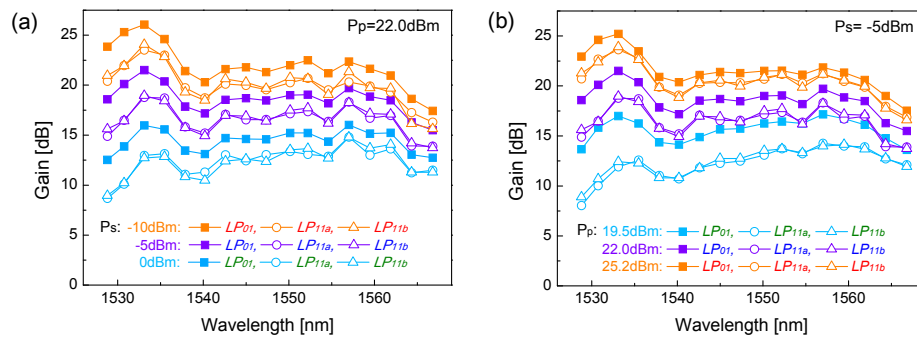 (a)
Pp=22.0dBm
Gain [dB]
25
20
15
10
5
0
Ps: -10dBm: LP01, LP11a, LP11b
-5dBm: LP01, LP11a, LP11b
0dBm: LP01, LP11a, LP11b
1530 1540 1550 1560
Wavelength [nm]
(b)
Ps= -5dBm
Gain [dB]
25
20
15
10
5
0
Pp: 19.5dBm: LP01, LP11a, LP11b
22.0dBm: LP01, LP11a, LP11b
25.2dBm: LP01, LP11a, LP11b
1530 1540 1550 1560
Wavelength [nm]